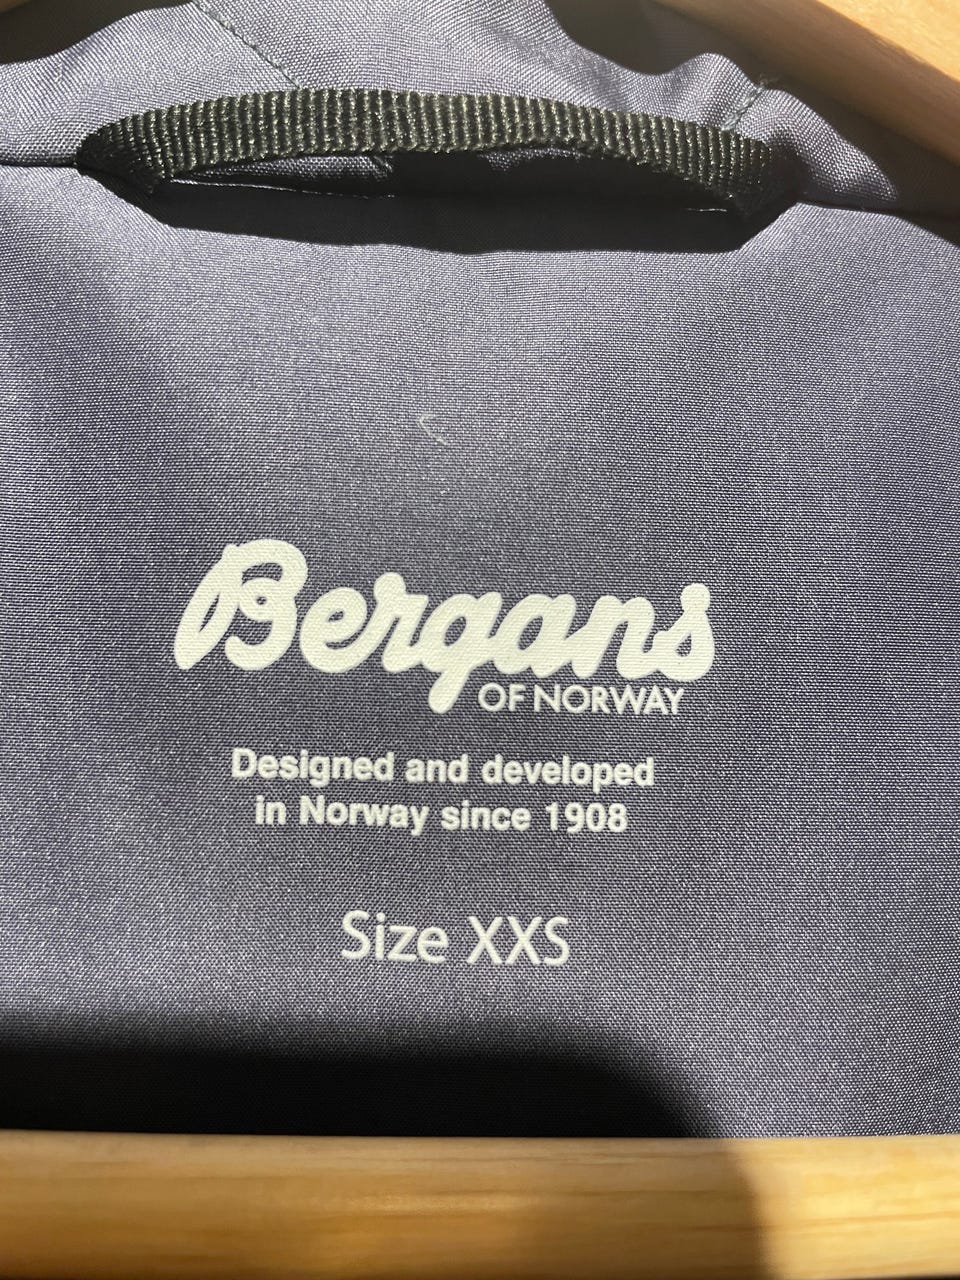 Bergans
OF NORWAY
Designed and developed
in Norway since 1908
Size XXS